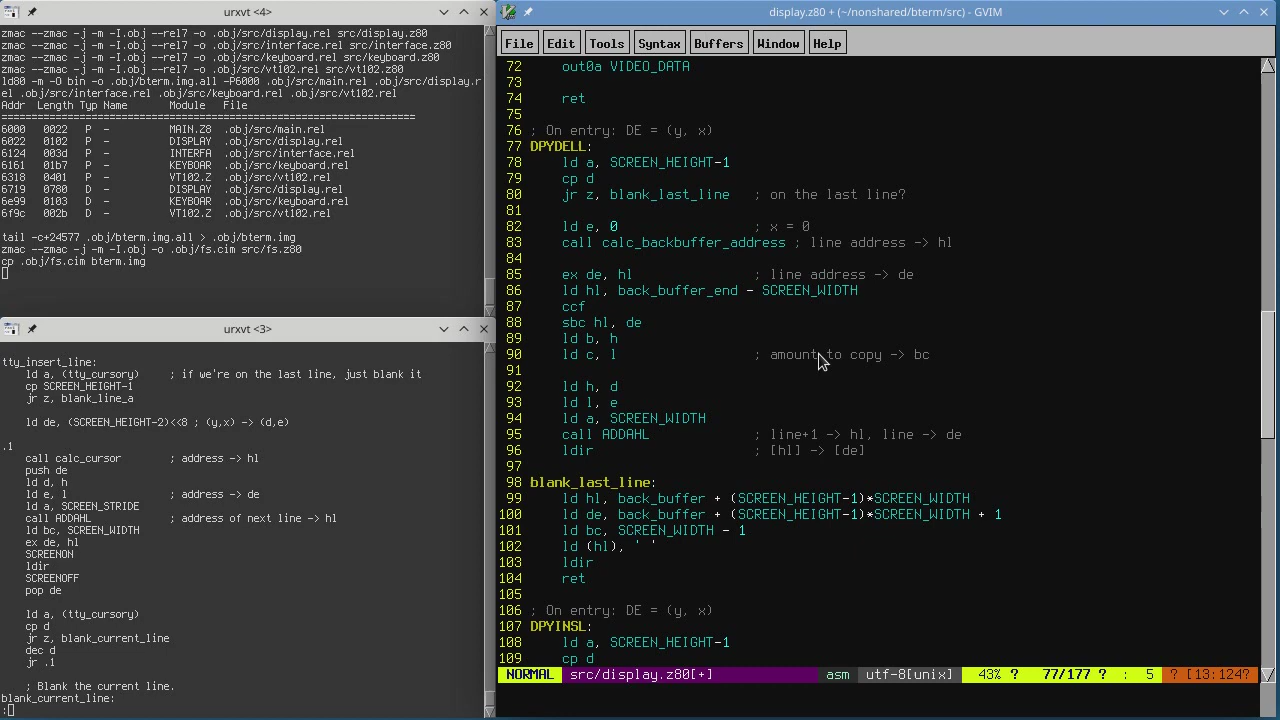 urxvt <4>
zmac --zmac -j -m -I.obj --rel7 -o .obj/src/display.rel src/display.z80
zmac --zmac -j -m -I.obj --rel7 -o .obj/src/interface.rel src/interface.z80
zmac --zmac -j -m -I.obj --rel7 -o .obj/src/keyboard.rel src/keyboard.z80
zmac --zmac -j -m -I.obj --rel7 -o .obj/src/vt102.rel src/vt102.z80
ld80 -m -O bin -o .obj/bterm.img.all -P6000 .obj/src/main.rel .obj/src/display.r
el .obj/src/interface.rel .obj/src/keyboard.rel .obj/src/vt102.rel
Addr Length Typ Name Module File
=====================================================================
6000 0022 P - MAIN.Z8 .obj/src/main.rel
6022 0102 P - DISPLAY .obj/src/display.rel
6124 003d P - INTERFA .obj/src/interface.rel
6161 01b7 P - KEYBOAR .obj/src/keyboard.rel
6318 0401 P - VT102.Z .obj/src/vt102.rel
6719 0780 D - DISPLAY .obj/src/display.rel
6e99 0103 D - KEYBOAR .obj/src/keyboard.rel
6f9c 002b D - VT102.Z .obj/src/vt102.rel
tail -c+24577 .obj/bterm.img.all > .obj/bterm.img
zmac --zmac -j -m -I.obj -o .obj/fs.cim src/fs.z80
cp .obj/fs.cim bterm.img
urxvt <3>
tty_insert_line:
ld a, (tty_cursory) ; if we're on the last line, just blank it
cp SCREEN_HEIGHT-1
jr z, blank_line_a
ld de, (SCREEN_HEIGHT-2)<<8 ; (y,x) -> (d,e)
.1
call calc_cursor ; address -> hl
push de
ld d, h
ld e, l ; address -> de
ld a, SCREEN_STRIDE
call ADDAHL ; address of next line -> hl
ld bc, SCREEN_WIDTH
ex de, hl
SCREENON
ldir
SCREENOFF
pop de
ld a, (tty_cursory)
cp d
jr z, blank_current_line
dec d
jr .1
; Blank the current line.
blank_current_line:
:
display.z80 + (~/nonshared/bterm/src) - GVIM
File Edit Tools Syntax Buffers Window Help
72 out0a VIDEO_DATA
73
74 ret
75
76 ; On entry: DE = (y, x)
77 DPYDELL:
78 ld a, SCREEN_HEIGHT-1
79 cp d
80 jr z, blank_last_line ; on the last line?
81
82 ld e, 0 ; x = 0
83 call calc_backbuffer_address ; line address -> hl
84
85 ex de, hl ; line address -> de
86 ld hl, back_buffer_end - SCREEN_WIDTH
87 ccf
88 sbc hl, de
89 ld b, h
90 ld c, l ; amount to copy -> bc
91
92 ld h, d
93 ld l, e
94 ld a, SCREEN_WIDTH
95 call ADDAHL ; line+1 -> hl, line -> de
96 ldir ; [hl] -> [de]
97
98 blank_last_line:
99 ld hl, back_buffer + (SCREEN_HEIGHT-1)*SCREEN_WIDTH
100 ld de, back_buffer + (SCREEN_HEIGHT-1)*SCREEN_WIDTH + 1
101 ld bc, SCREEN_WIDTH - 1
102 ld (hl), ' '
103 ldir
104 ret
105
106 ; On entry: DE = (y, x)
107 DPYINSL:
108 ld a, SCREEN_HEIGHT-1
109 cp d
NORMAL src/display.z80[+] asm utf-8[unix] 43% ? 77/177 ? : 5 ? [13:124?